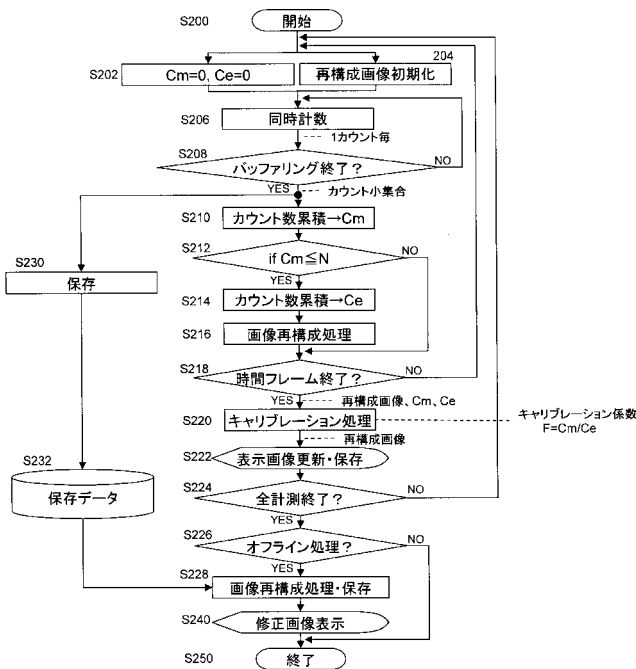 S200
開始
S202
Cm=0, Ce=0
204
再構成画像初期化
S206
同時計数
1カウント毎
S208
バッファリング終了？
NO
YES
カウント小集合
S210
カウント数累積→Cm
S212
if Cm≦N
NO
YES
S230
保存
S214
カウント数累積→Ce
S216
画像再構成処理
S218
時間フレーム終了？
NO
YES
再構成画像、Cm、Ce
S220
キャリブレーション処理
キャリブレーション係数
F=Cm/Ce
再構成画像
S222
表示画像更新・保存
S232
保存データ
S224
全計測終了？
NO
YES
S226
オフライン処理？
NO
YES
S228
画像再構成処理・保存
S240
修正画像表示
S250
終了